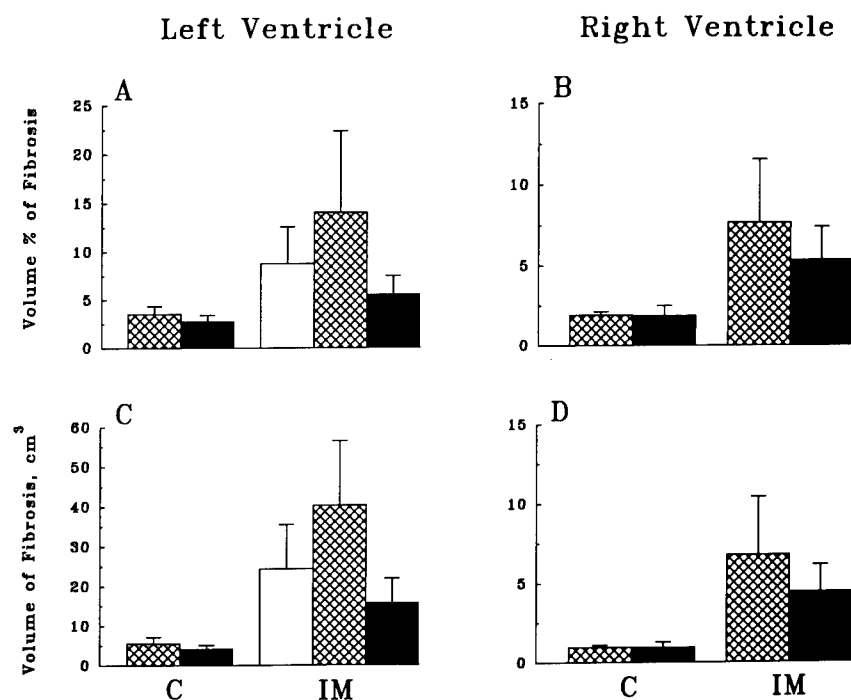 Left Ventricle
Right Ventricle
A
B
Volume % of Fibrosis
25
20
15
10
5
0
15
10
5
0
C
D
Volume of Fibrosis, cm³
60
50
40
30
20
10
0
15
10
5
0
C
IM
C
IM